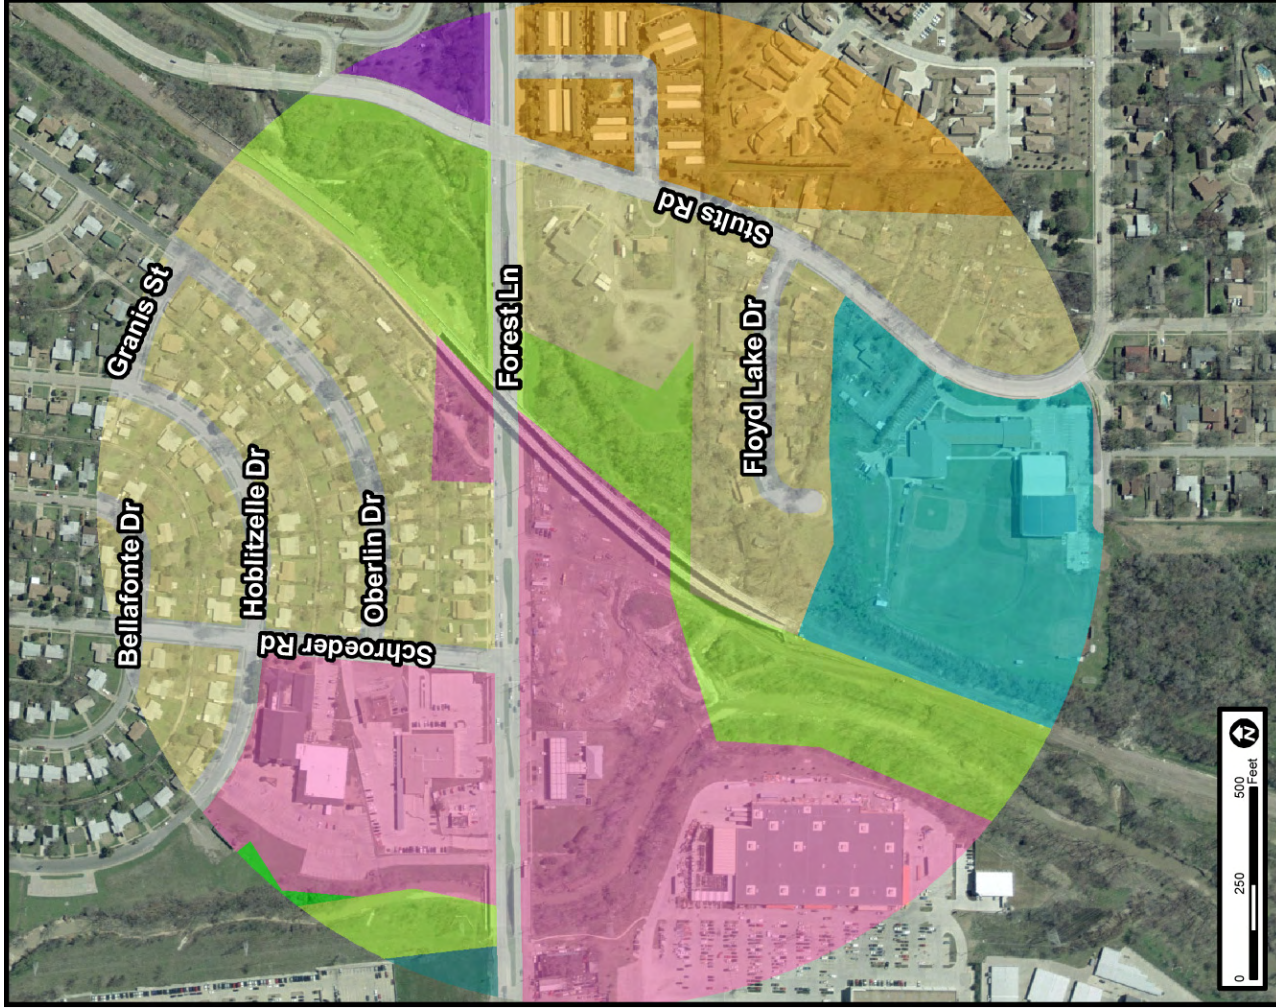 Granis St
Bellafonte Dr
Hoblitzelle Dr
Oberlin Dr
Schroeder Rd
Forest Ln
Stults Rd
Floyd Lake Dr
0 250 500
Feet
N